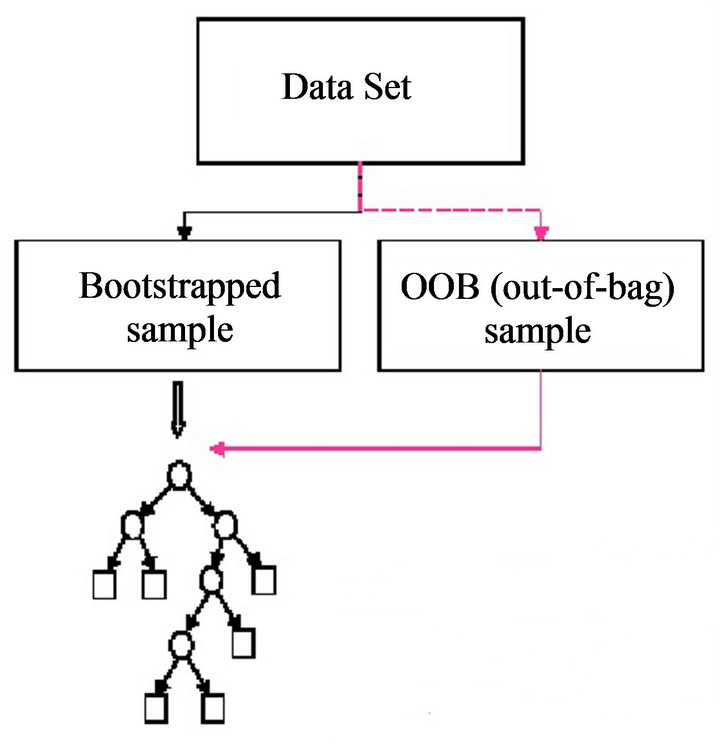 Data Set
Bootstrapped
sample
OOB (out-of-bag)
sample